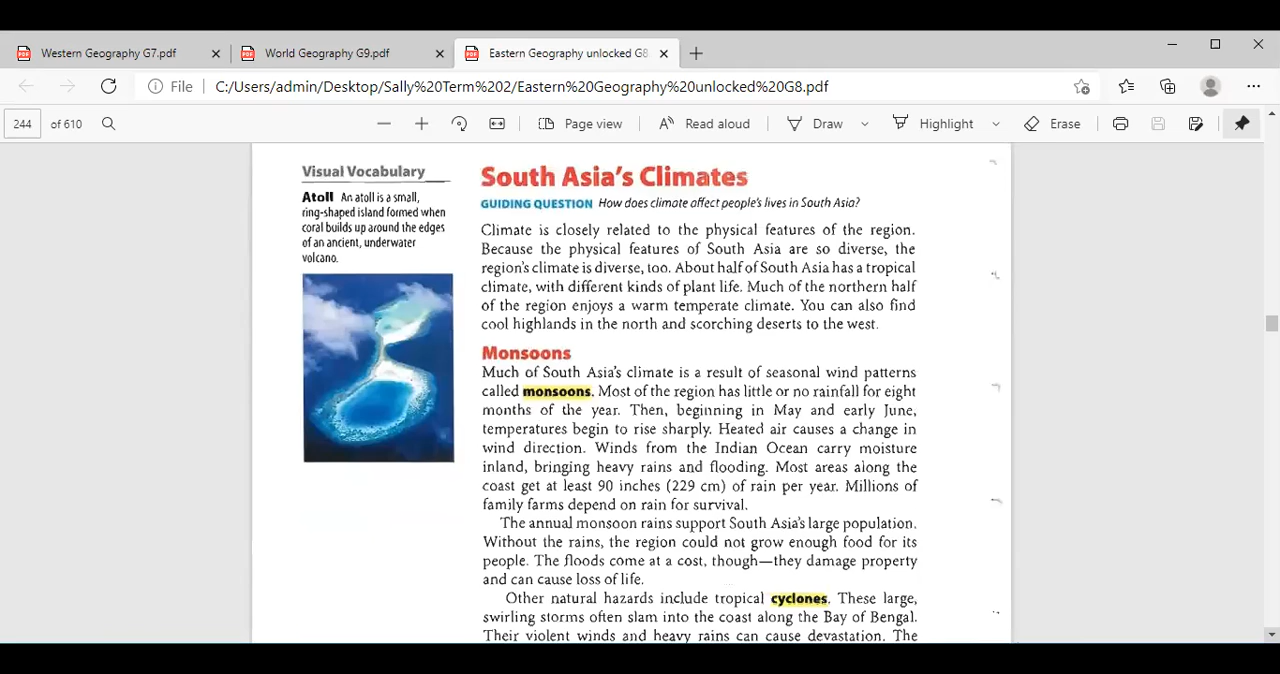 Western Geography G7.pdf
World Geography G9.pdf
Eastern Geography unlocked G8
File C:/Users/admin/Desktop/Sally%20Term%202/Eastern%20Geography%20unlocked%20G8.pdf
244 of 610
Page view
Read aloud
Draw
Highlight
Erase
Visual Vocabulary
Atoll An atoll is a small,
ring-shaped island formed when
coral builds up around the edges
of an ancient, underwater
volcano.
South Asia's Climates
GUIDING QUESTION How does climate affect people's lives in South Asia?
Climate is closely related to the physical features of the region.
Because the physical features of South Asia are so diverse, the
region's climate is diverse, too. About half of South Asia has a tropical
climate, with different kinds of plant life. Much of the northern half
of the region enjoys a warm temperate climate. You can also find
cool highlands in the north and scorching deserts to the west.
Monsoons
Much of South Asia's climate is a result of seasonal wind patterns
called monsoons. Most of the region has little or no rainfall for eight
months of the year. Then, beginning in May and early June,
temperatures begin to rise sharply. Heated air causes a change in
wind direction. Winds from the Indian Ocean carry moisture
inland, bringing heavy rains and flooding. Most areas along the
coast get at least 90 inches (229 cm) of rain per year. Millions of
family farms depend on rain for survival.
The annual monsoon rains support South Asia's large population.
Without the rains, the region could not grow enough food for its
people. The floods come at a cost, though—they damage property
and can cause loss of life.
Other natural hazards include tropical cyclones. These large,
swirling storms often slam into the coast along the Bay of Bengal.
Their violent winds and heavy rains can cause devastation. The